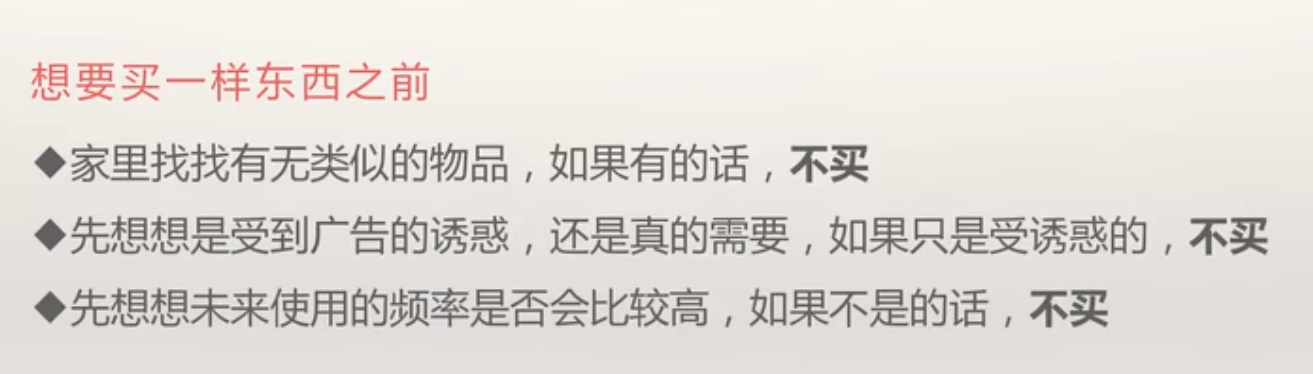 想要买一样东西之前
◆家里找找有无类似的物品，如果有的话，不买
◆先想想是受到广告的诱惑，还是真的需要，如果只是受诱惑的，不买
◆先想想未来使用的频率是否会比较高，如果不是的话，不买